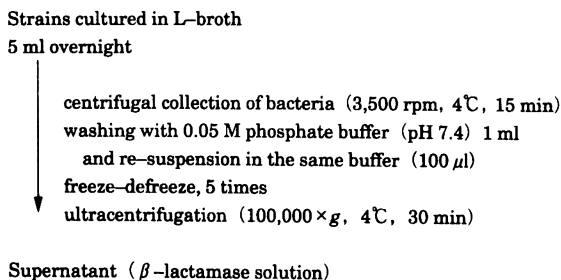 Strains cultured in L–broth
5 ml overnight
centrifugal collection of bacteria (3,500 rpm, 4℃, 15 min)
washing with 0.05 M phosphate buffer (pH 7.4) 1 ml
and re–suspension in the same buffer (100 μl)
freeze–defreeze, 5 times
ultracentrifugation (100,000×g, 4℃, 30 min)
Supernatant (β–lactamase solution)